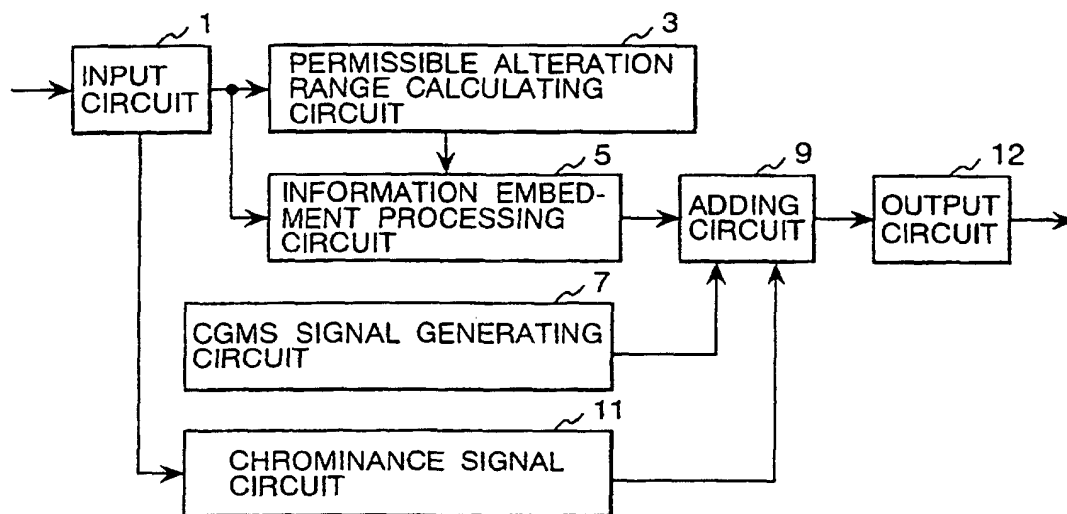 1
INPUT
CIRCUIT
3
PERMISSIBLE ALTERATION
RANGE CALCULATING
CIRCUIT
5
INFORMATION EMBED-
MENT PROCESSING
CIRCUIT
9
ADDING
CIRCUIT
12
OUTPUT
CIRCUIT
7
CGMS SIGNAL GENERATING
CIRCUIT
11
CHROMINANCE SIGNAL
CIRCUIT